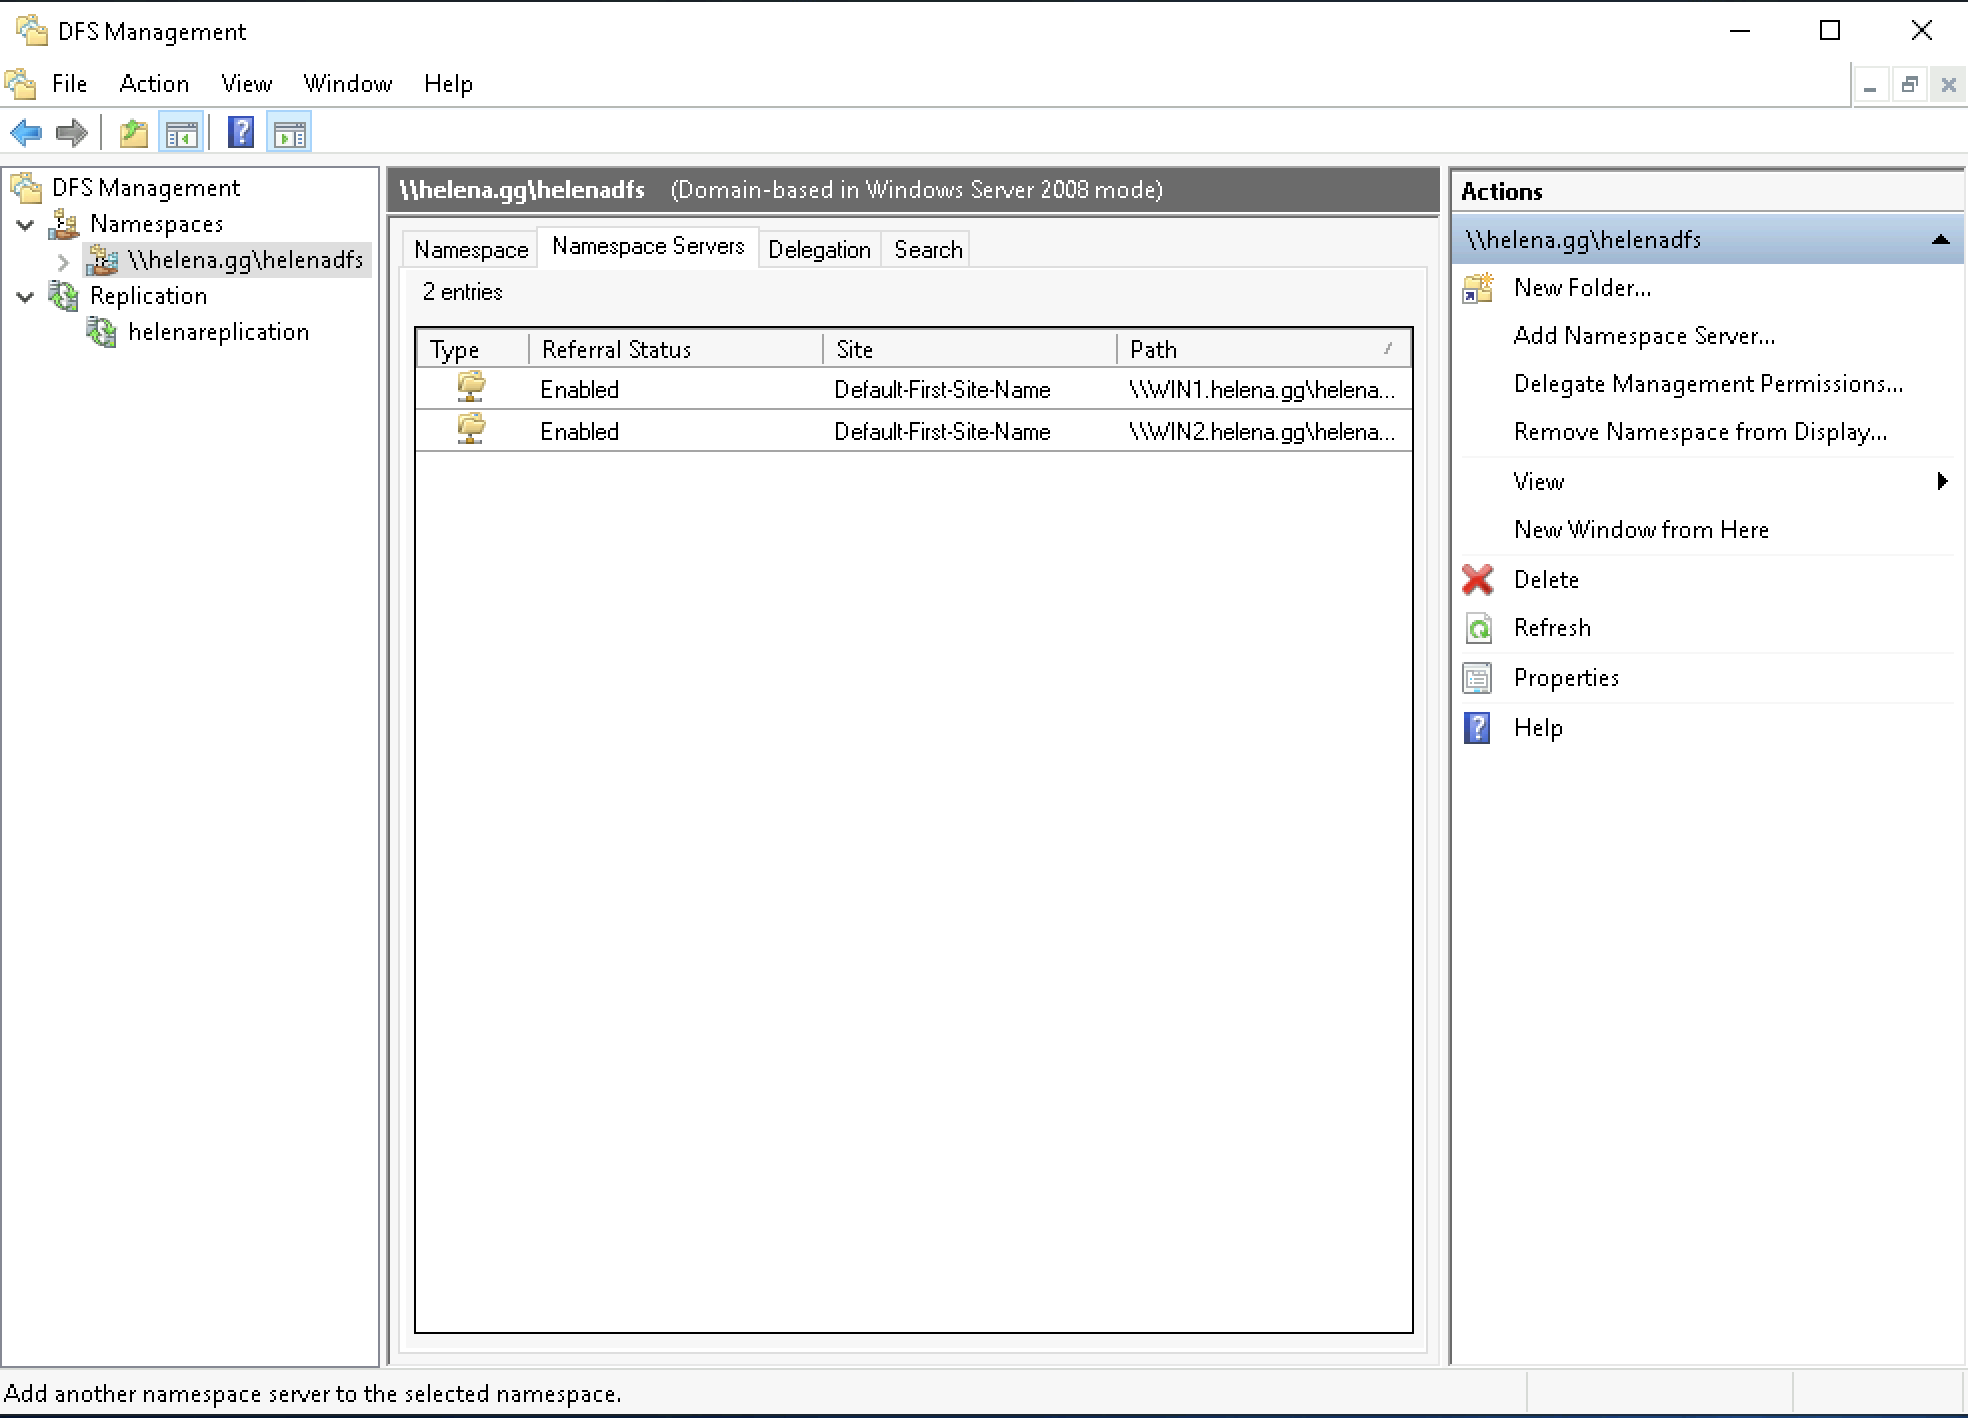 DFS Management
File Action View Window Help
DFS Management
Namespaces
\\helena.gg\helenadfs
Replication
helenareplication
\\helena.gg\helenadfs (Domain-based in Windows Server 2008 mode)
Namespace Namespace Servers Delegation Search
2 entries
Type Referral Status Site Path
Enabled Default-First-Site-Name \\WIN1.helena.gg\helena...
Enabled Default-First-Site-Name \\WIN2.helena.gg\helena...
Actions
\\helena.gg\helenadfs
New Folder...
Add Namespace Server...
Delegate Management Permissions...
Remove Namespace from Display...
View
New Window from Here
Delete
Refresh
Properties
Help
Add another namespace server to the selected namespace.